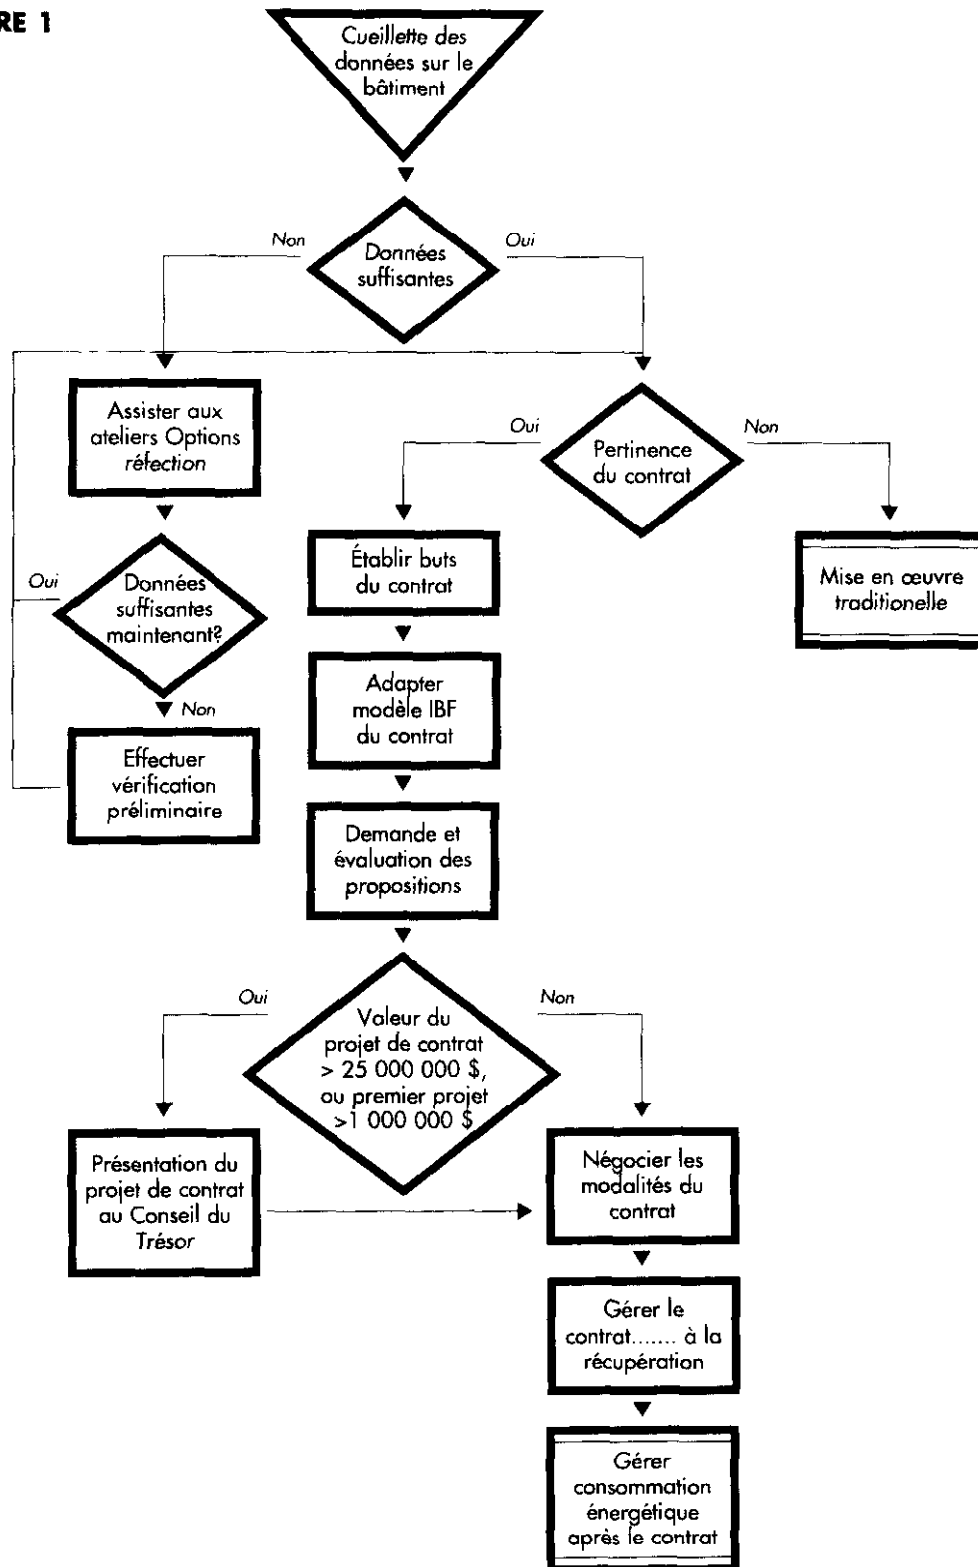 RE 1
Cueillette des
données sur le
bâtiment
Non
Oui
Données
suffisantes
Assister aux
ateliers Options
réfection
Oui
Non
Pertinence
du contrat
Établir buts
du contrat
Mise en œuvre
traditionelle
Oui
Données
suffisantes
maintenant?
Non
Adapter
modèle IBF
du contrat
Effectuer
vérification
préliminaire
Demande et
évaluation des
propositions
Oui
Non
Valeur du
projet de contrat
> 25 000 000 $,
ou premier projet
>1 000 000 $
Présentation du
projet de contrat
au Conseil du
Trésor
Négocier les
modalités du
contrat
Gérer le
contrat....... à la
récupération
Gérer
consommation
énergétique
après le contrat